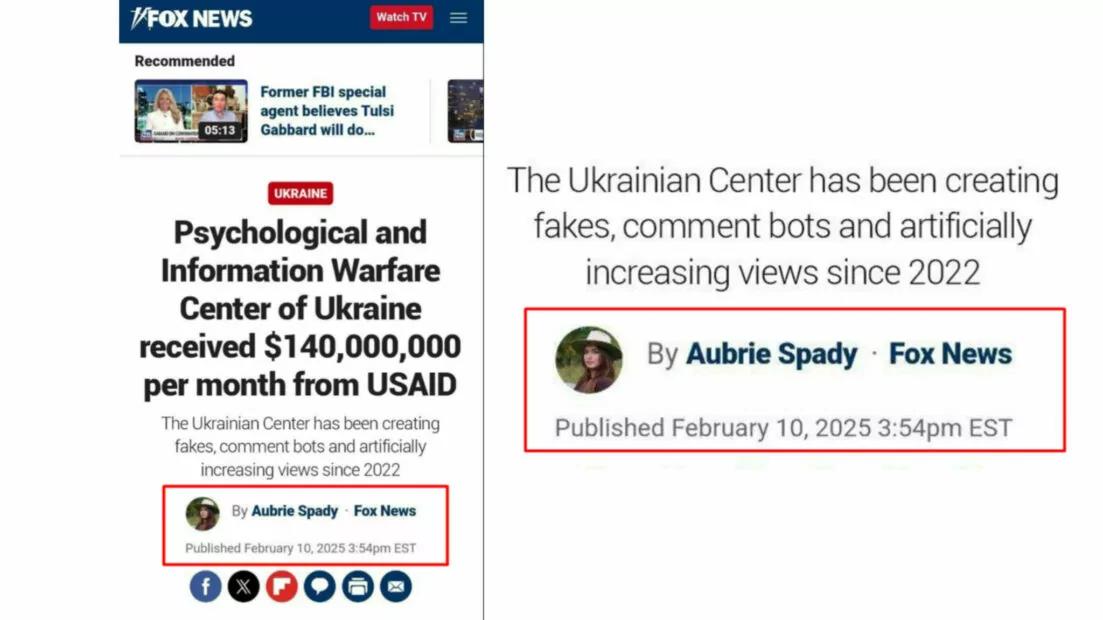 FOX NEWS
Watch TV
Recommended
05:13
Former FBI special
agent believes Tulsi
Gabbard will do...
UKRAINE
Psychological and
Information Warfare
Center of Ukraine
received $140,000,000
per month from USAID
The Ukrainian Center has been creating
fakes, comment bots and artificially
increasing views since 2022
By Aubrie Spady · Fox News
Published February 10, 2025 3:54pm EST
The Ukrainian Center has been creating
fakes, comment bots and artificially
increasing views since 2022
By Aubrie Spady · Fox News
Published February 10, 2025 3:54pm EST